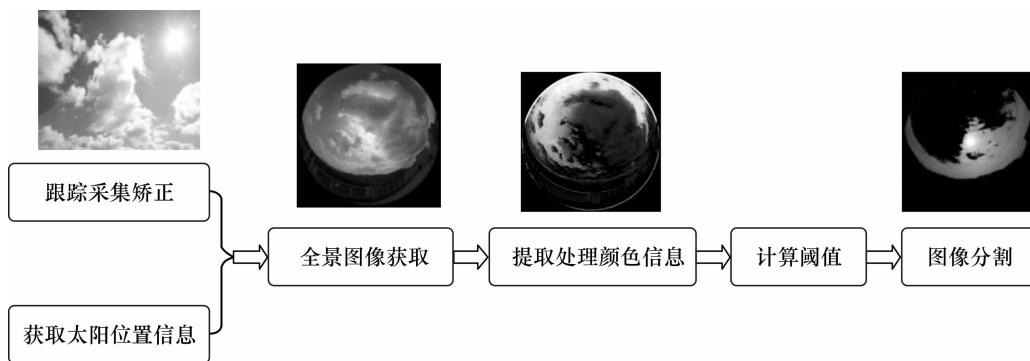 跟踪采集矫正
获取太阳位置信息
全景图像获取
提取处理颜色信息
计算阈值
图像分割